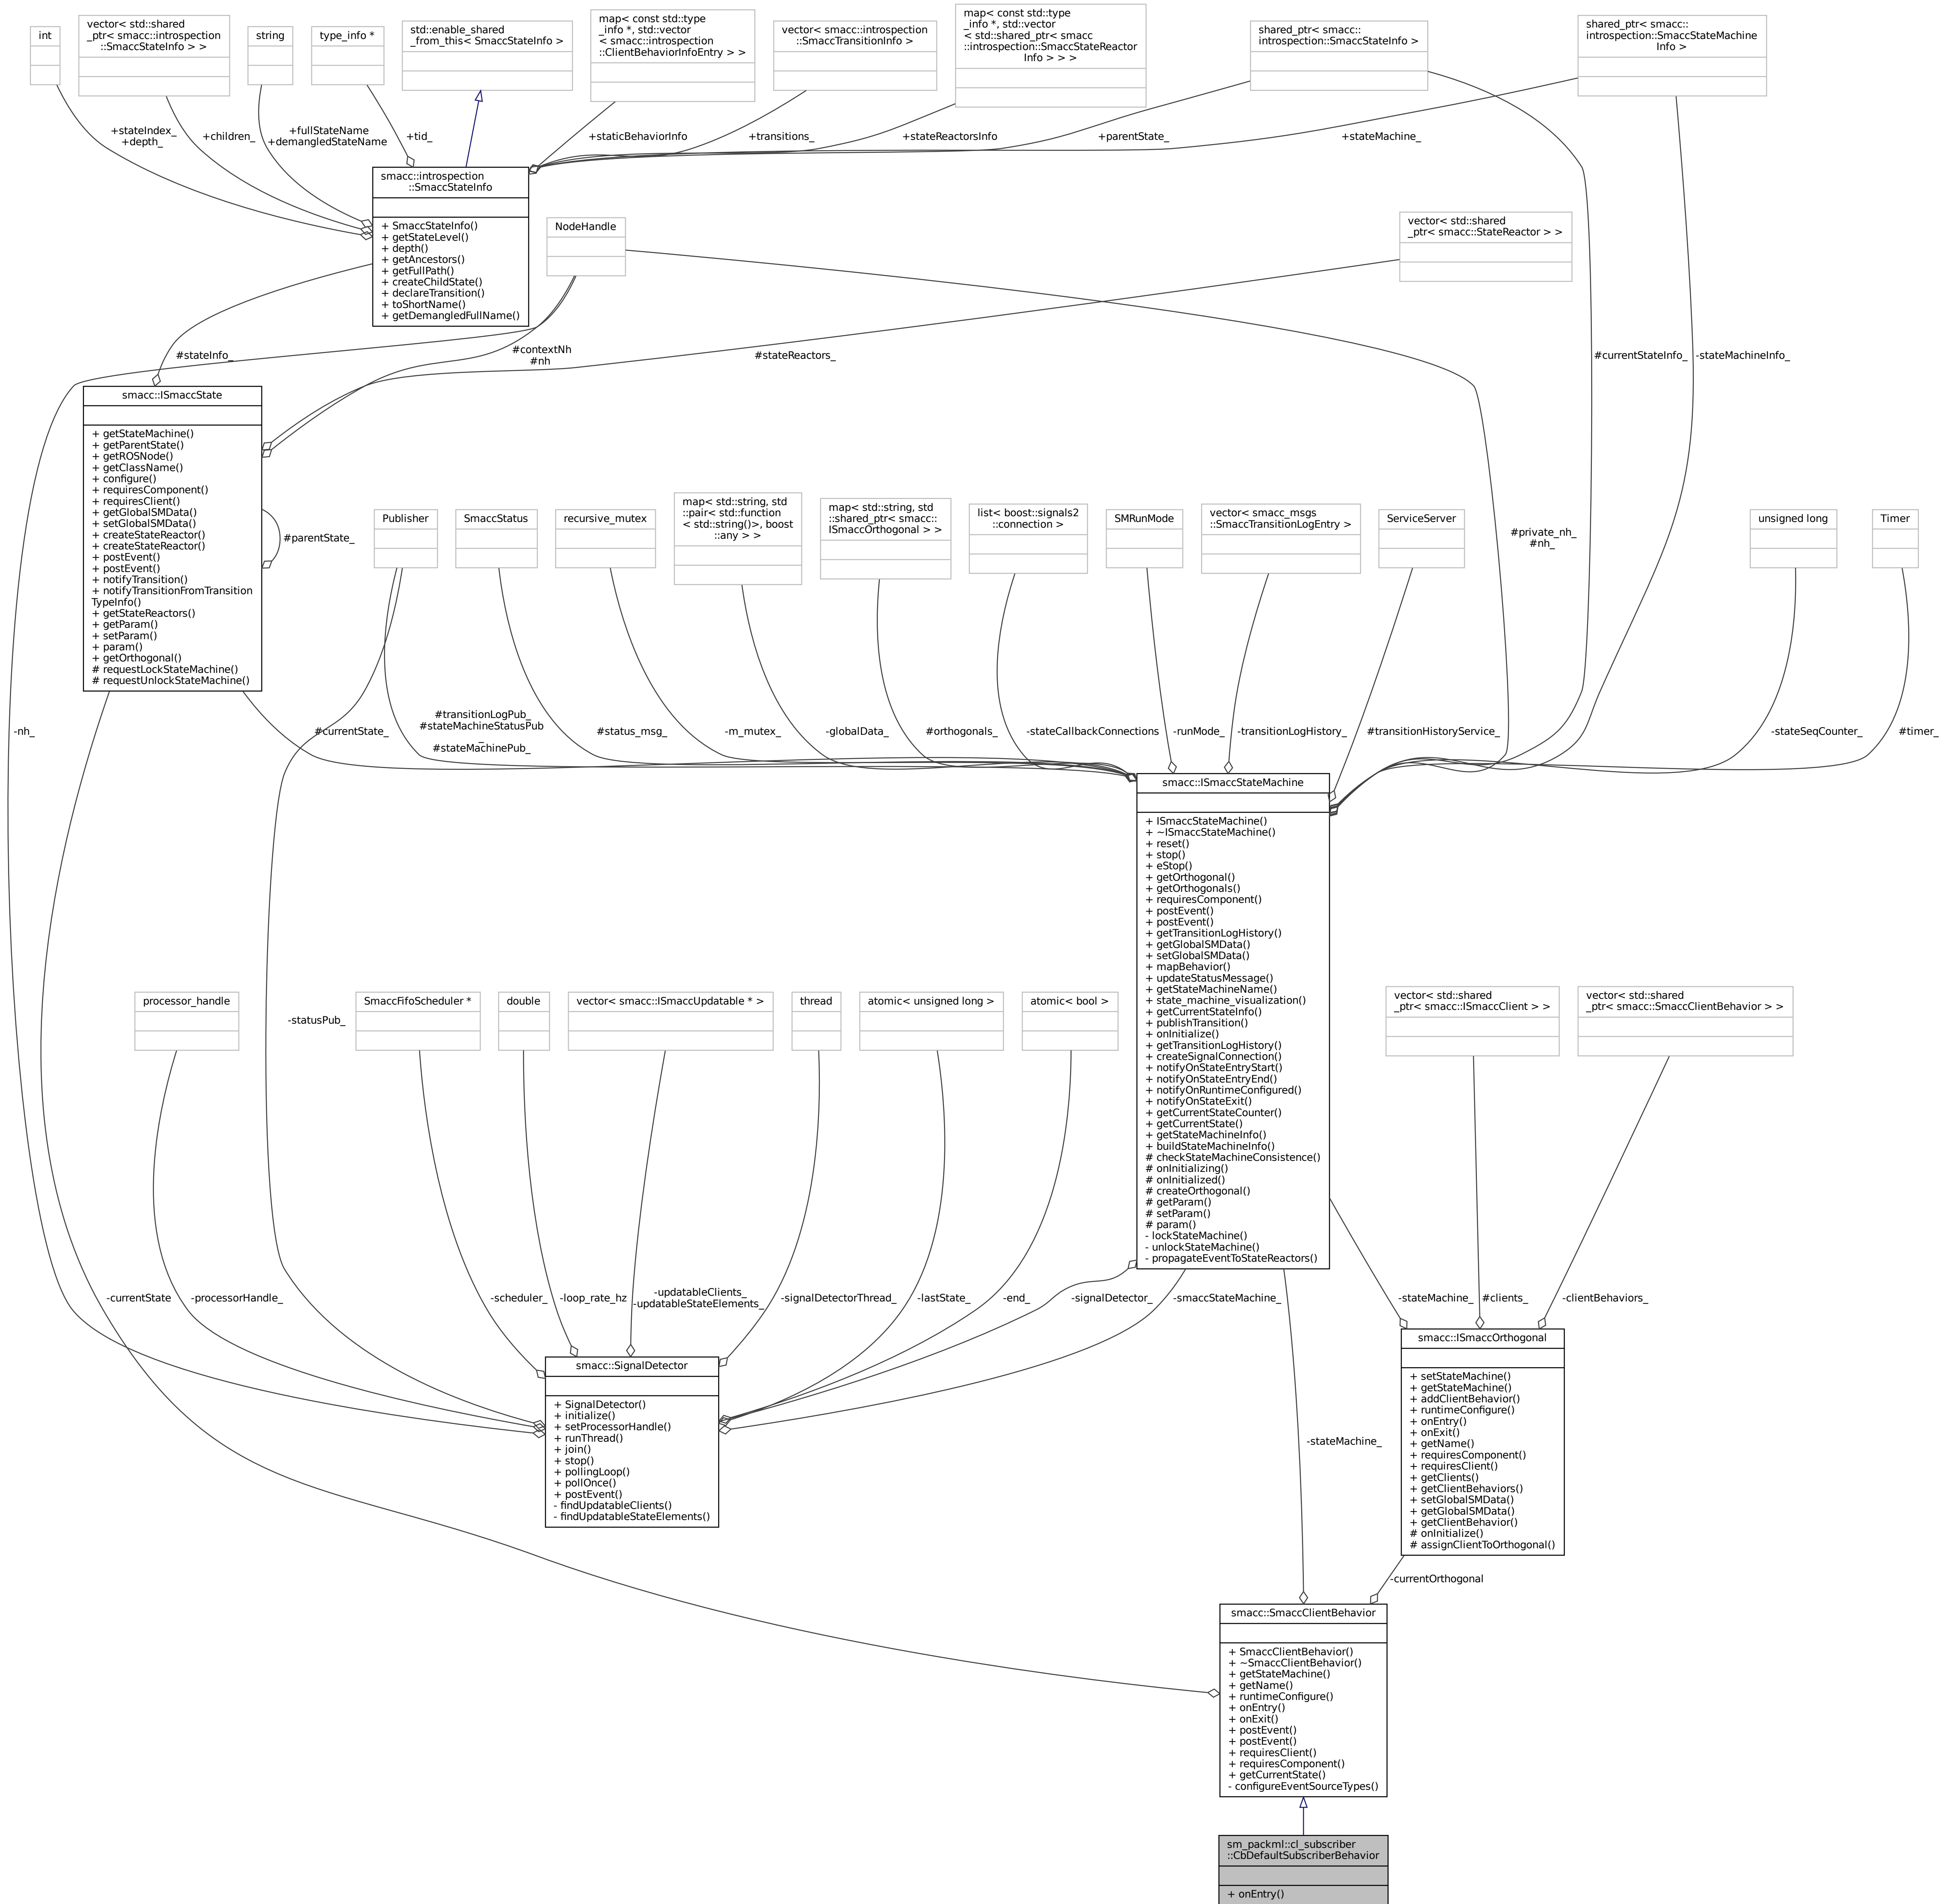 int
vector< std::shared
_ptr< smacc::introspection
::SmaccStateInfo > >
string
type_info *
std::enable_shared
_from_this< SmaccStateInfo >
map< const std::type
_info *, std::vector
< smacc::introspection
::ClientBehaviorInfoEntry > >
vector< smacc::introspection
::SmaccTransitionInfo >
map< const std::type
_info *, std::vector
< std::shared_ptr< smacc
::introspection::SmaccStateReactor
Info > > >
shared_ptr< smacc::
introspection::SmaccStateInfo >
shared_ptr< smacc::
introspection::SmaccStateMachine
Info >
+stateIndex_
+depth_
+children_
+fullStateName
+demangledStateName
+tid_
+staticBehaviorInfo
+transitions_
+stateReactorsInfo
+parentState_
+stateMachine_
smacc::introspection
::SmaccStateInfo
+ SmaccStateInfo()
+ getStateLevel()
+ depth()
+ getAncestors()
+ getFullPath()
+ createChildState()
+ declareTransition()
+ toShortName()
+ getDemangledFullName()
NodeHandle
vector< std::shared
_ptr< smacc::StateReactor > >
#stateInfo_
#contextNh
#nh
#stateReactors_
#currentStateInfo_
-stateMachineInfo_
smacc::ISmaccState
+ getStateMachine()
+ getParentState()
+ getROSNode()
+ getClassName()
+ configure()
+ requiresComponent()
+ requiresClient()
+ getGlobalSMData()
+ setGlobalSMData()
+ createStateReactor()
+ createStateReactor()
+ postEvent()
+ postEvent()
+ notifyTransition()
+ notifyTransitionFromTransition
TypeInfo()
+ getStateReactors()
+ getParam()
+ setParam()
+ param()
+ getOrthogonal()
# requestLockStateMachine()
# requestUnlockStateMachine()
#parentState_
Publisher
SmaccStatus
recursive_mutex
map< std::string, std
::pair< std::function
< std::string()>, boost
::any > >
map< std::string, std
::shared_ptr< smacc::
ISmaccOrthogonal > >
list< boost::signals2
::connection >
SMRunMode
vector< smacc_msgs
::SmaccTransitionLogEntry >
ServiceServer
#private_nh_
#nh_
unsigned long
Timer
-nh_
#currentState_
#transitionLogPub_
#stateMachineStatusPub
_
#stateMachinePub_
#status_msg_
-m_mutex_
-globalData_
#orthogonals_
-stateCallbackConnections
-runMode_
-transitionLogHistory_
#transitionHistoryService_
-stateSeqCounter_
#timer_
smacc::ISmaccStateMachine
+ ISmaccStateMachine()
+ ~ISmaccStateMachine()
+ reset()
+ stop()
+ eStop()
+ getOrthogonal()
+ getOrthogonals()
+ requiresComponent()
+ postEvent()
+ postEvent()
+ getTransitionLogHistory()
+ getGlobalSMData()
+ setGlobalSMData()
+ mapBehavior()
+ updateStatusMessage()
+ getStateMachineName()
+ state_machine_visualization()
+ getCurrentStateInfo()
+ publishTransition()
+ onInitialize()
+ getTransitionLogHistory()
+ createSignalConnection()
+ notifyOnStateEntryStart()
+ notifyOnStateEntryEnd()
+ notifyOnRuntimeConfigured()
+ notifyOnStateExit()
+ getCurrentStateCounter()
+ getCurrentState()
+ getStateMachineInfo()
+ buildStateMachineInfo()
# checkStateMachineConsistence()
# onInitializing()
# onInitialized()
# createOrthogonal()
# getParam()
# setParam()
# param()
- lockStateMachine()
- unlockStateMachine()
- propagateEventToStateReactors()
processor_handle
-statusPub_
SmaccFifoScheduler *
double
vector< smacc::ISmaccUpdatable * >
thread
atomic< unsigned long >
atomic< bool >
vector< std::shared
_ptr< smacc::ISmaccClient > >
vector< std::shared
_ptr< smacc::SmaccClientBehavior > >
-currentState
-processorHandle_
-scheduler_
-loop_rate_hz
-updatableClients_
-updatableStateElements_
-signalDetectorThread_
-lastState_
-end_
-signalDetector_
-smaccStateMachine_
-stateMachine_
#clients_
-clientBehaviors_
smacc::SignalDetector
+ SignalDetector()
+ initialize()
+ setProcessorHandle()
+ runThread()
+ join()
+ stop()
+ pollingLoop()
+ pollOnce()
+ postEvent()
- findUpdatableClients()
- findUpdatableStateElements()
-stateMachine_
smacc::ISmaccOrthogonal
+ setStateMachine()
+ getStateMachine()
+ addClientBehavior()
+ runtimeConfigure()
+ onEntry()
+ onExit()
+ getName()
+ requiresComponent()
+ requiresClient()
+ getClients()
+ getClientBehaviors()
+ setGlobalSMData()
+ getGlobalSMData()
+ getClientBehavior()
# onInitialize()
# assignClientToOrthogonal()
-currentOrthogonal
smacc::SmaccClientBehavior
+ SmaccClientBehavior()
+ ~SmaccClientBehavior()
+ getStateMachine()
+ getName()
+ runtimeConfigure()
+ onEntry()
+ onExit()
+ postEvent()
+ postEvent()
+ requiresClient()
+ requiresComponent()
+ getCurrentState()
- configureEventSourceTypes()
sm_packml::cl_subscriber
::CbDefaultSubscriberBehavior
+ onEntry()